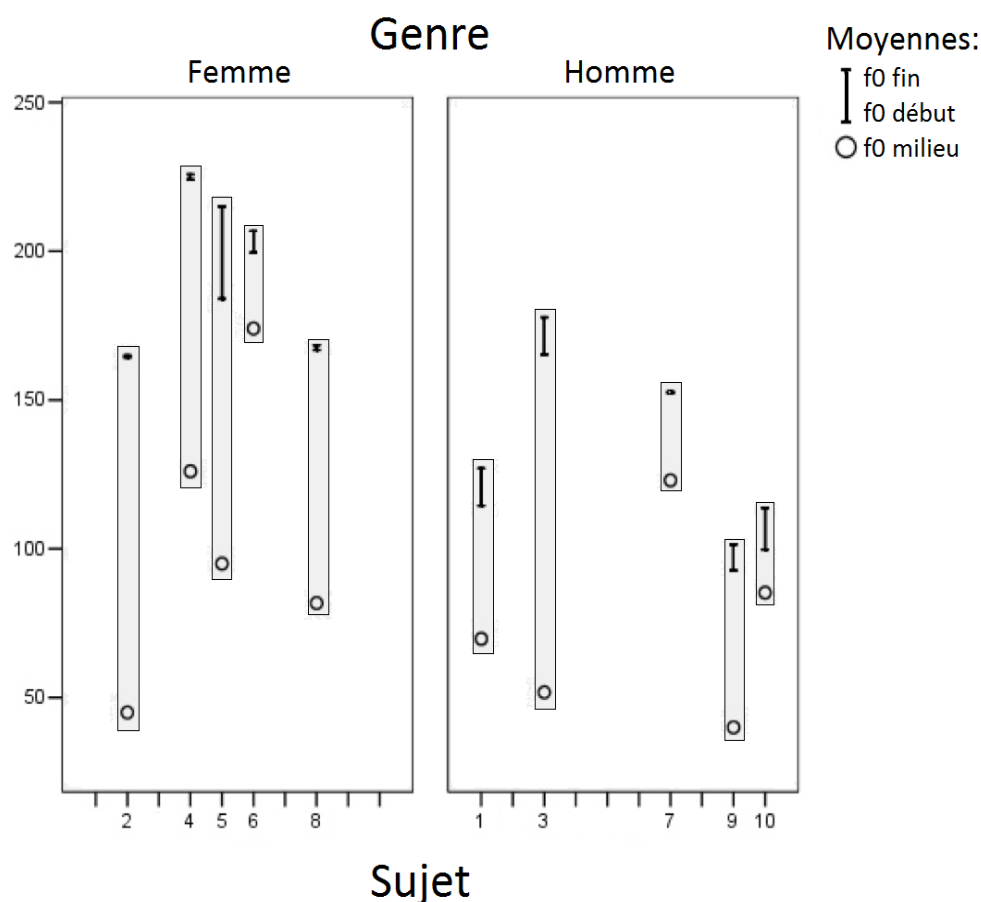 Genre
Femme
Homme
Moyennes:
f0 fin
f0 début
f0 milieu
250
200
150
100
50
2 4 5 6 8
1 3 7 9 10
Sujet